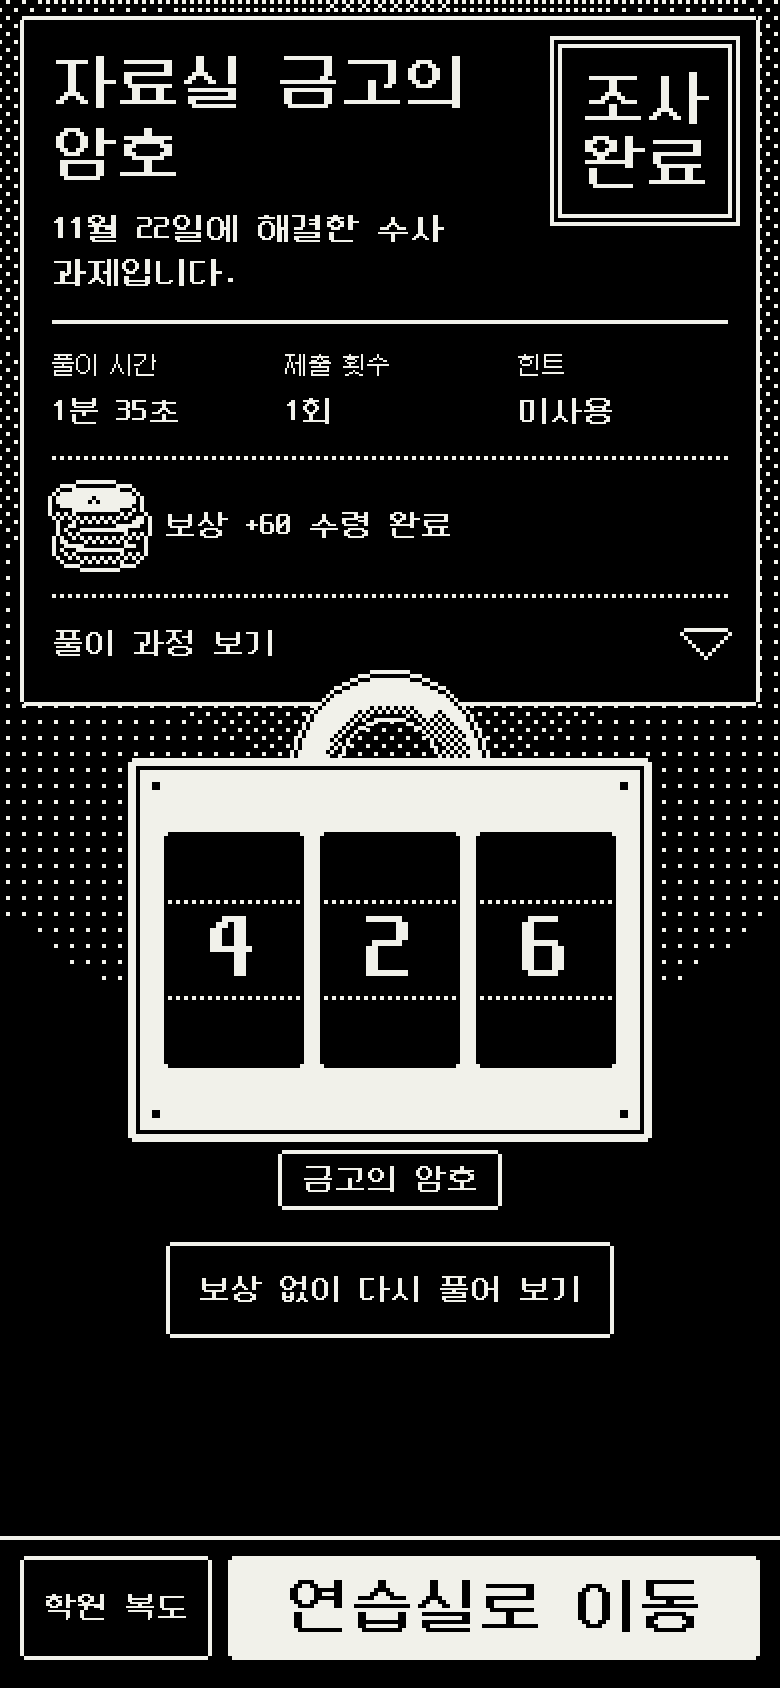 자료실 금고의
암호
조사
완료
11월 22일에 해결한 수사
과제입니다.
풀이 시간 제출 횟수 힌트
1분 35초 1회 미사용
보상 +60 수령 완료
풀이 과정 보기
4 2 6
금고의 암호
보상 없이 다시 풀어 보기
학원 복도 연습실로 이동